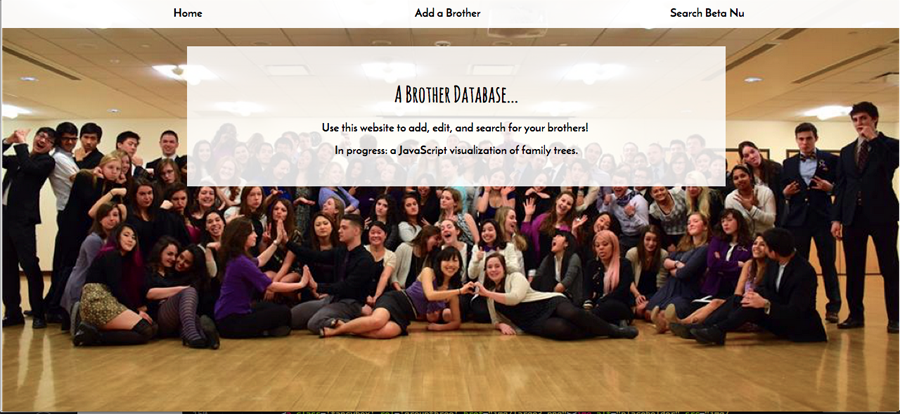 Home Add a Brother Search Beta Nu
A Brother Database...
Use this website to add, edit, and search for your brothers!
In progress: a JavaScript visualization of family trees.